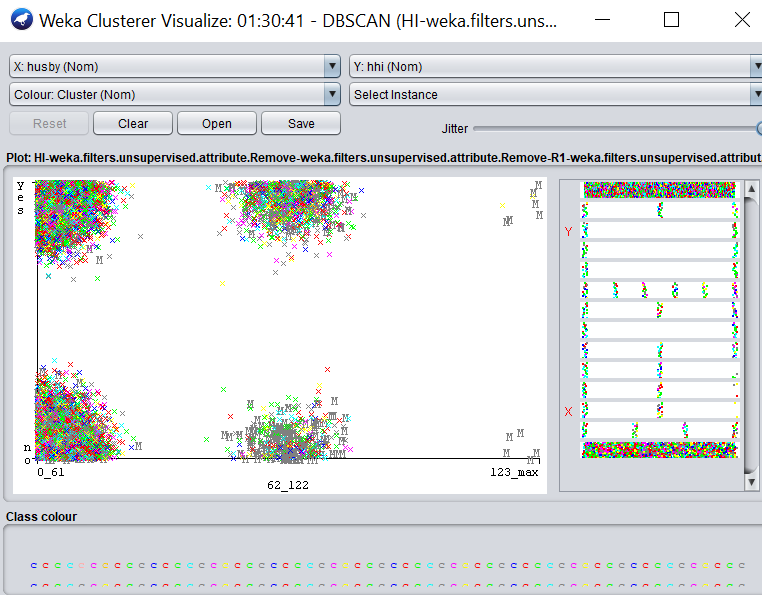 Weka Clusterer Visualize: 01:30:41 - DBSCAN (HI-weka.filters.uns...
X: husby (Nom) Y: hhi (Nom)
Colour: Cluster (Nom) Select Instance
Reset Clear Open Save
Jitter
Plot: HI-weka.filters.unsupervised.attribute.Remove-weka.filters.unsupervised.attribute.Remove-R1-weka.filters.unsupervised.attribut
Yes
Y
X
no
0_61 123_max
62_122
Class colour